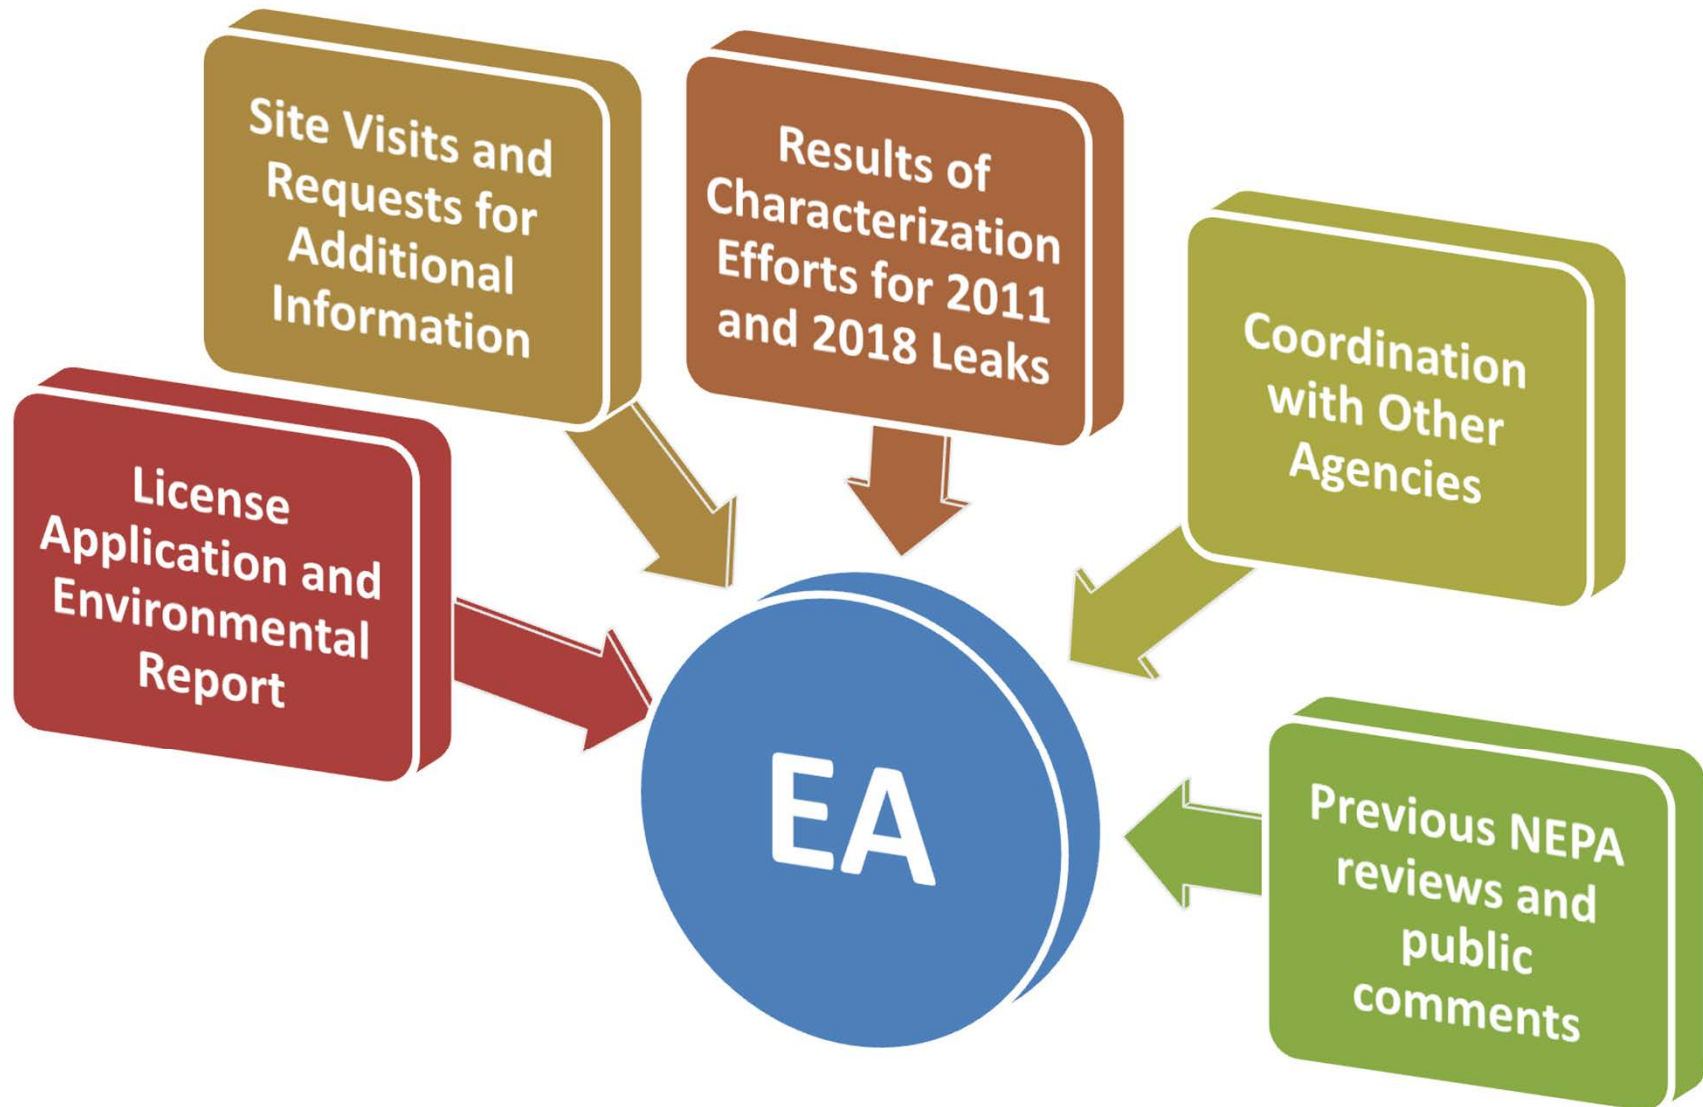 Site Visits and
Requests for
Additional
Information
Results of
Characterization
Efforts for 2011
and 2018 Leaks
Coordination
with Other
Agencies
License
Application and
Environmental
Report
EA
Previous NEPA
reviews and
public
comments